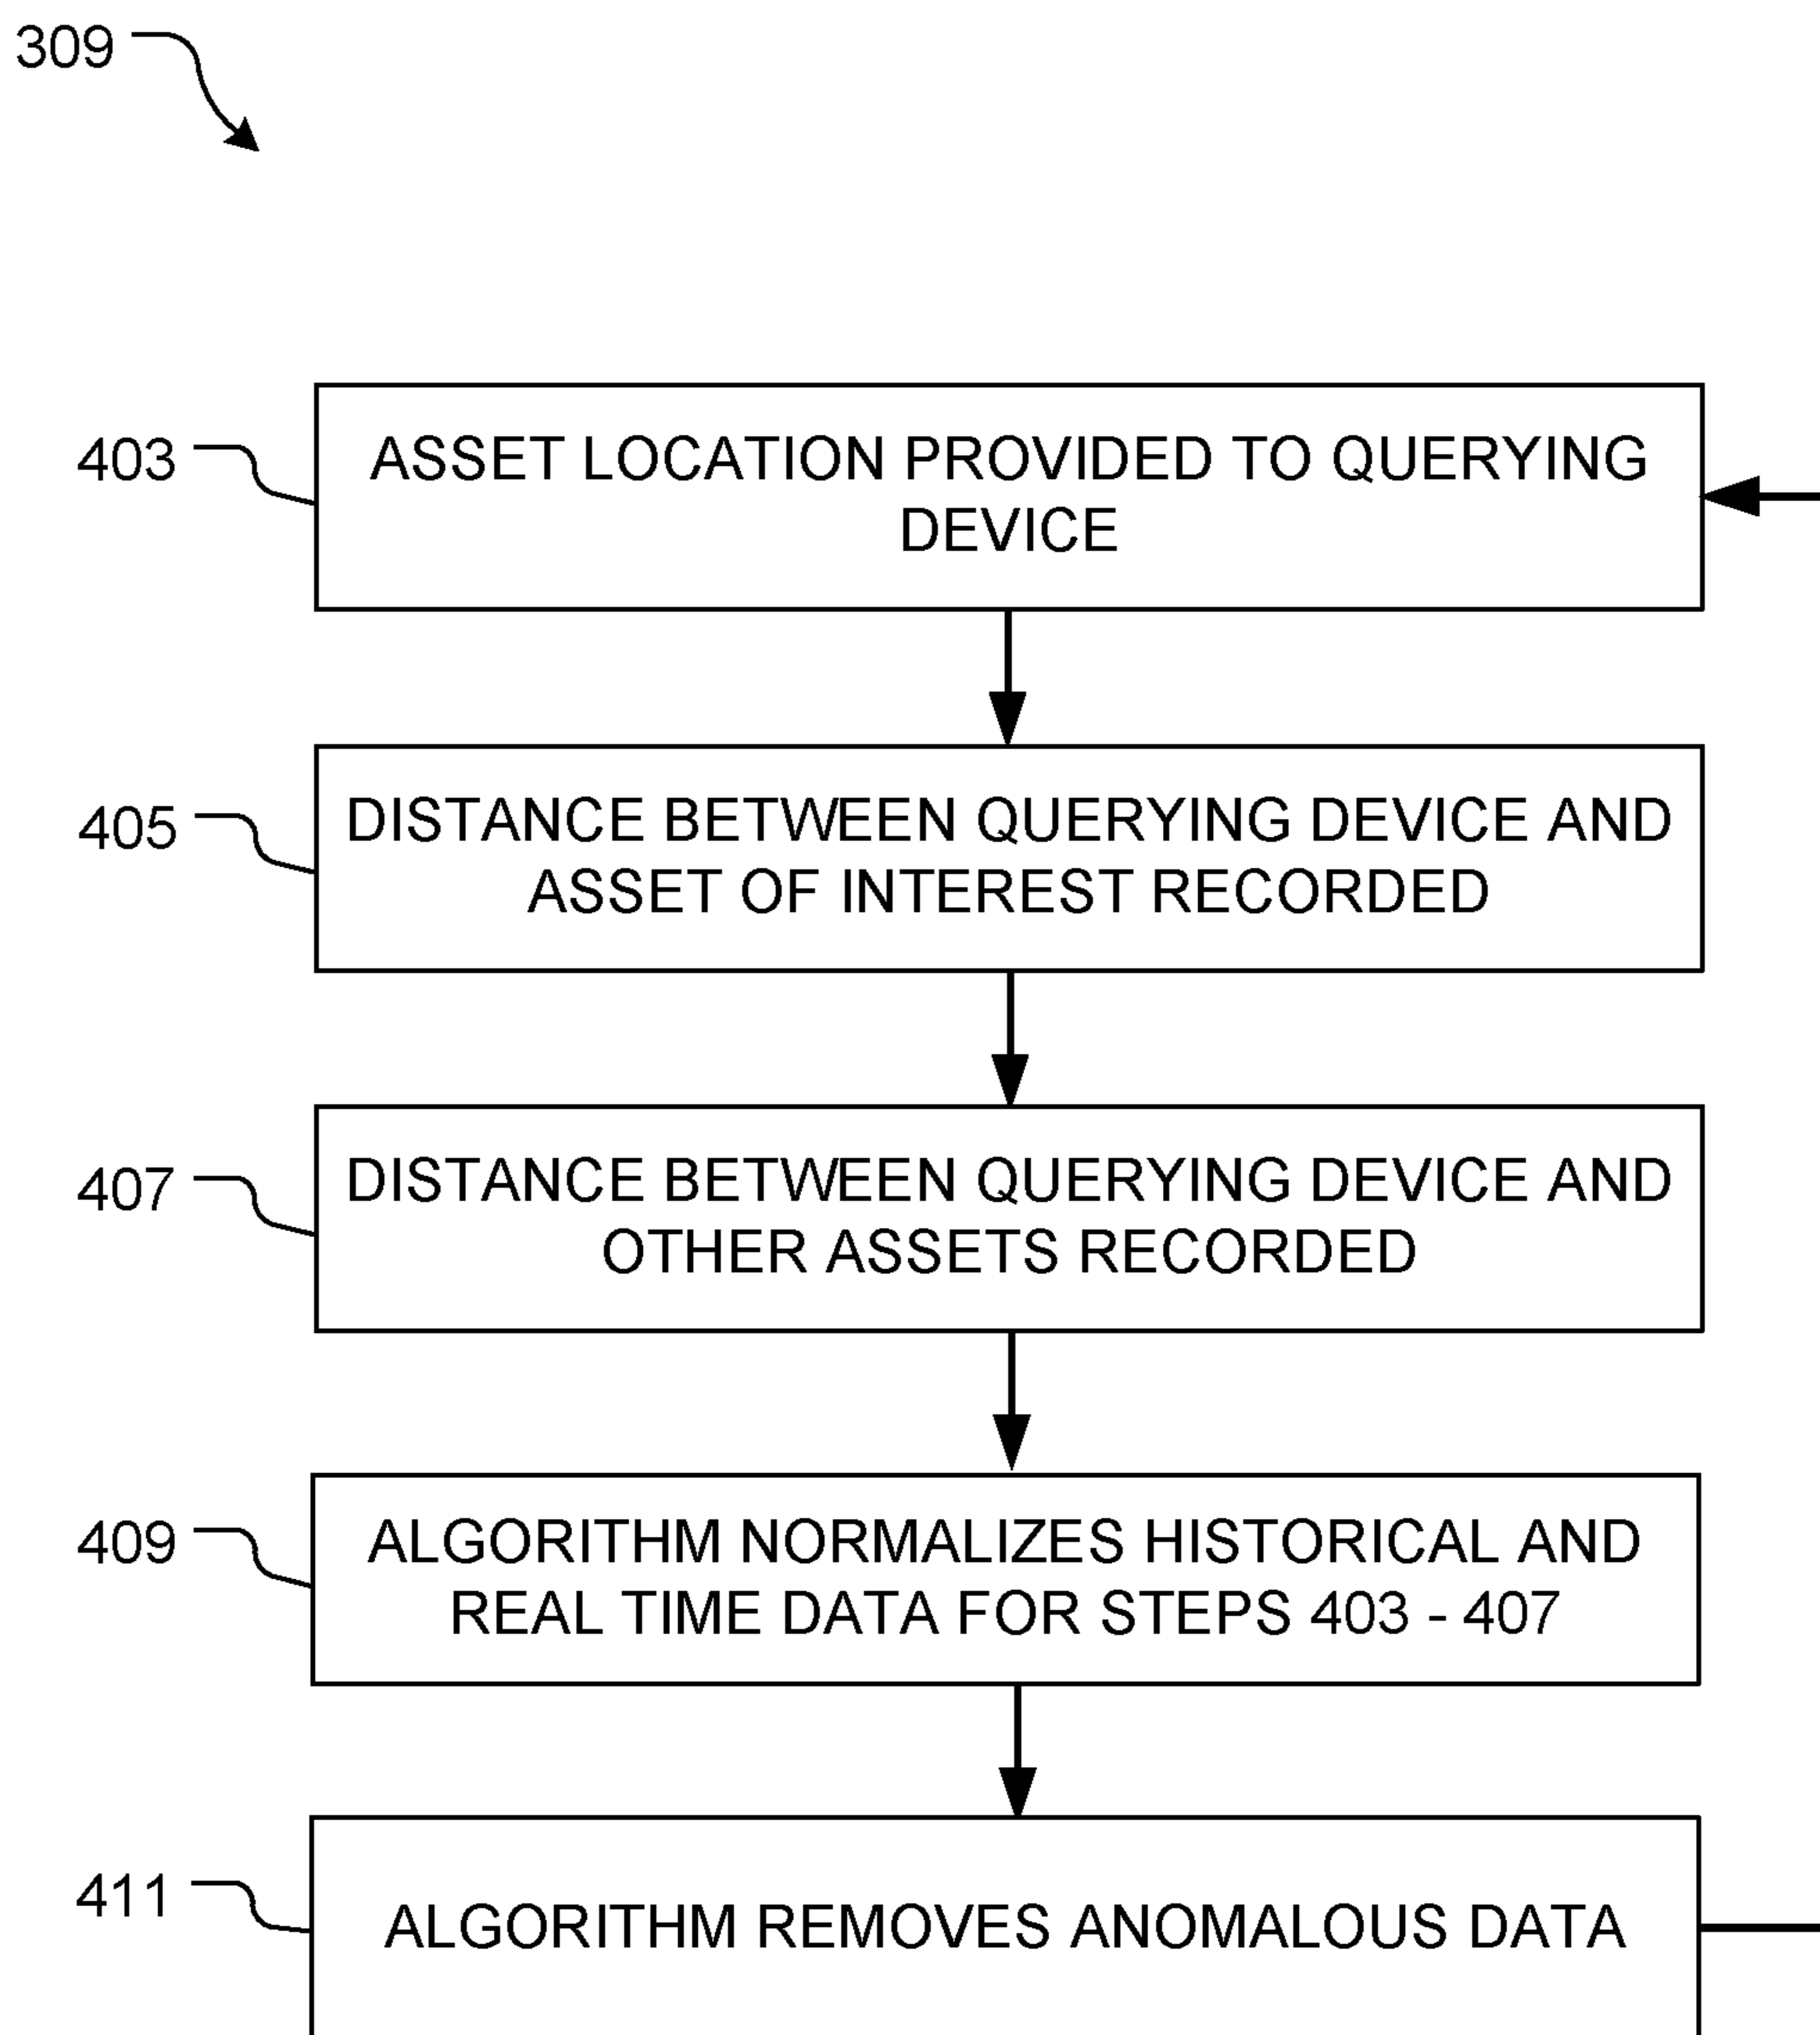 309
403
ASSET LOCATION PROVIDED TO QUERYING
DEVICE
405
DISTANCE BETWEEN QUERYING DEVICE AND
ASSET OF INTEREST RECORDED
407
DISTANCE BETWEEN QUERYING DEVICE AND
OTHER ASSETS RECORDED
409
ALGORITHM NORMALIZES HISTORICAL AND
REAL TIME DATA FOR STEPS 403 - 407
411
ALGORITHM REMOVES ANOMALOUS DATA